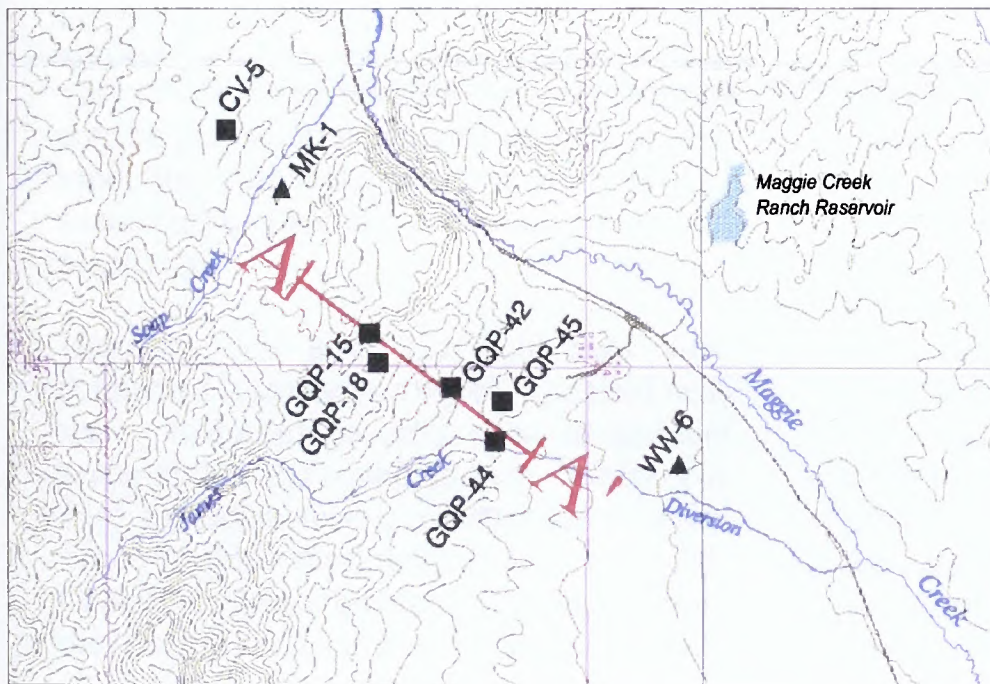 CV-5
MK-1
Maggie Creek
Ranch Rasarvoir
Soap Creek
A
GQP-15
GQP-18
GQP-42
GQP-45
GQP-44
WW-6
A'
James Creek
Diversion
Maggie Creek